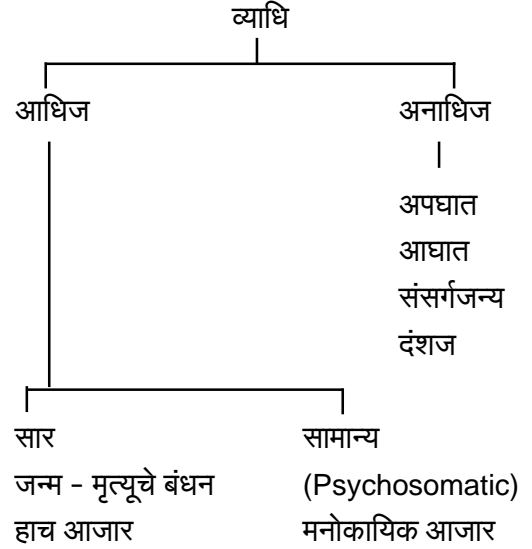 व्याधि
आधिज
अनाधिज
अपघात
आघात
संसर्गजन्य
दंशज
सार
जन्म - मृत्यूचे बंधन
हाच आजार
सामान्य
(Psychosomatic)
मनोकायिक आजार